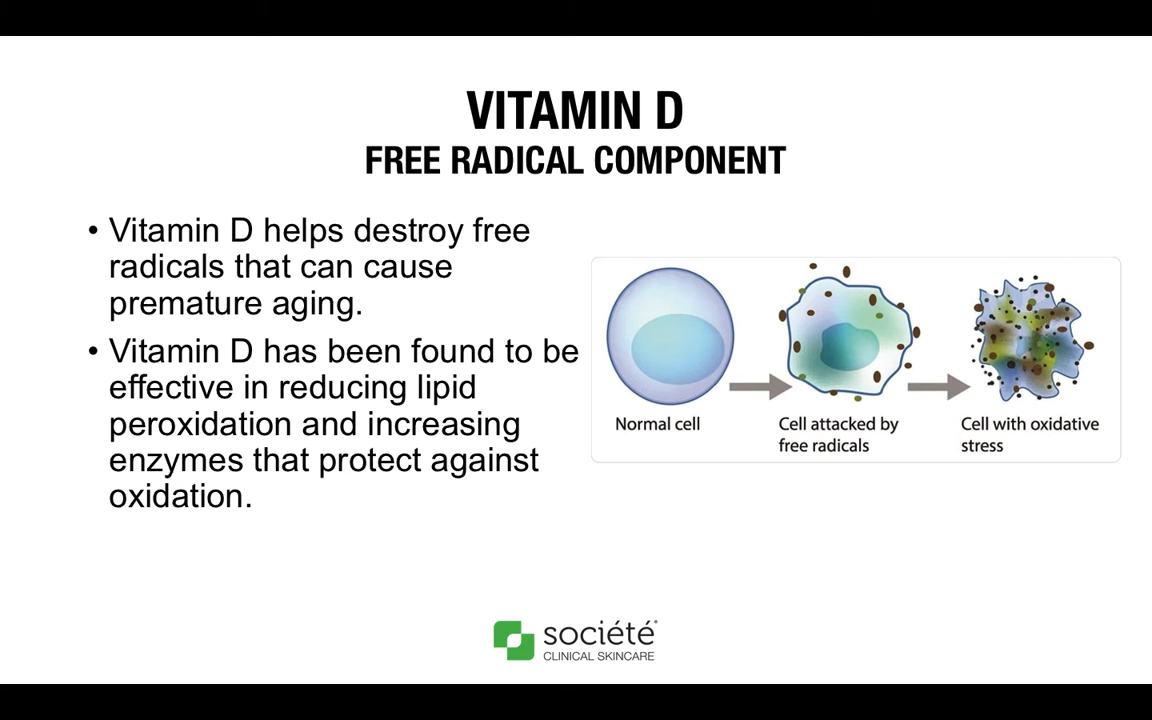 VITAMIN D
FREE RADICAL COMPONENT
• Vitamin D helps destroy free
radicals that can cause
premature aging.
• Vitamin D has been found to be
effective in reducing lipid
peroxidation and increasing
enzymes that protect against
oxidation.
Normal cell
Cell attacked by
free radicals
Cell with oxidative
stress
société®
CLINICAL SKINCARE